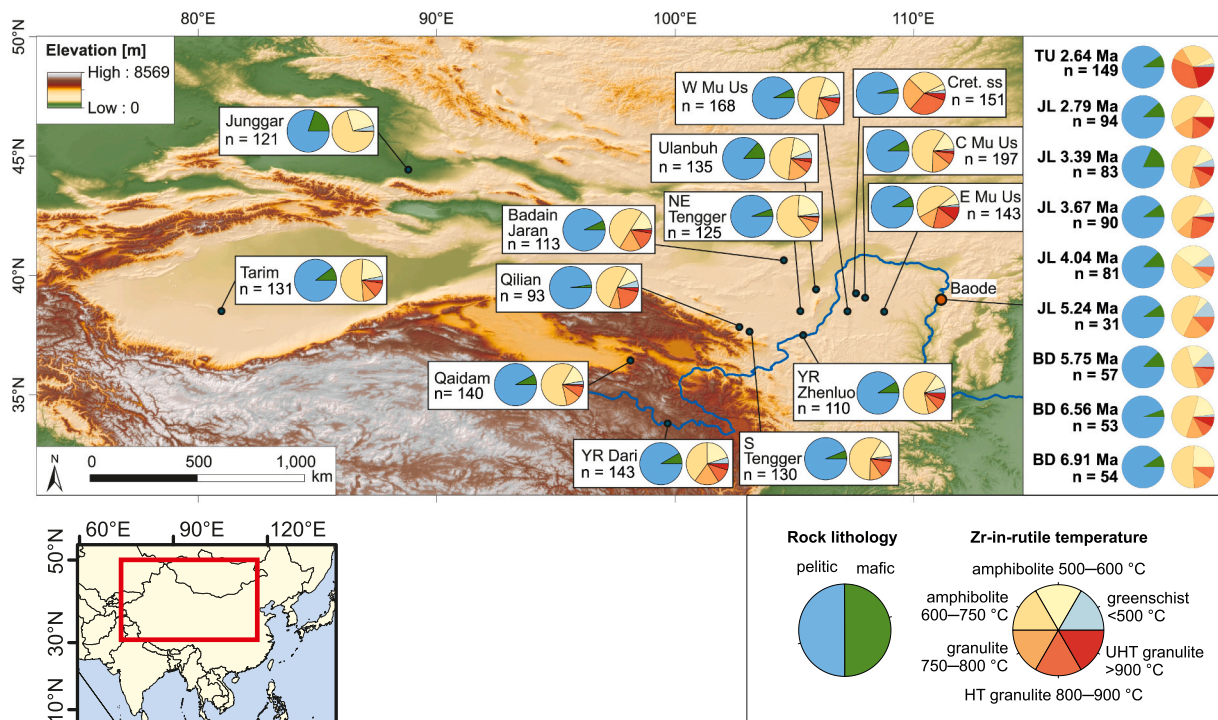 80°E
90°E
100°E
110°E
50°N
45°N
40°N
35°N
Elevation [m]
High : 8569
Low : 0
Junggar
n = 121
Tarim
n = 131
Badain
Jaran
n = 113
Qilian
n = 93
Qaidam
n= 140
YR Dari
n = 143
S
Tengger
n = 130
YR
Zhenluo
n = 110
NE
Tengger
n = 125
Ulanbuh
n = 135
W Mu Us
n = 168
Cret. ss
n = 151
C Mu Us
n = 197
E Mu Us
n = 143
Baode
TU 2.64 Ma
n = 149
JL 2.79 Ma
n = 94
JL 3.39 Ma
n = 83
JL 3.67 Ma
n = 90
JL 4.04 Ma
n = 81
JL 5.24 Ma
n = 31
BD 5.75 Ma
n = 57
BD 6.56 Ma
n = 53
BD 6.91 Ma
n = 54
N
0 500 1,000
km
60°E 90°E 120°E
50°N
30°N
10°N
Rock lithology
pelitic mafic
Zr-in-rutile temperature
amphibolite 500–600 °C
amphibolite
600–750 °C
greenschist
<500 °C
granulite
750–800 °C
UHT granulite
>900 °C
HT granulite 800–900 °C